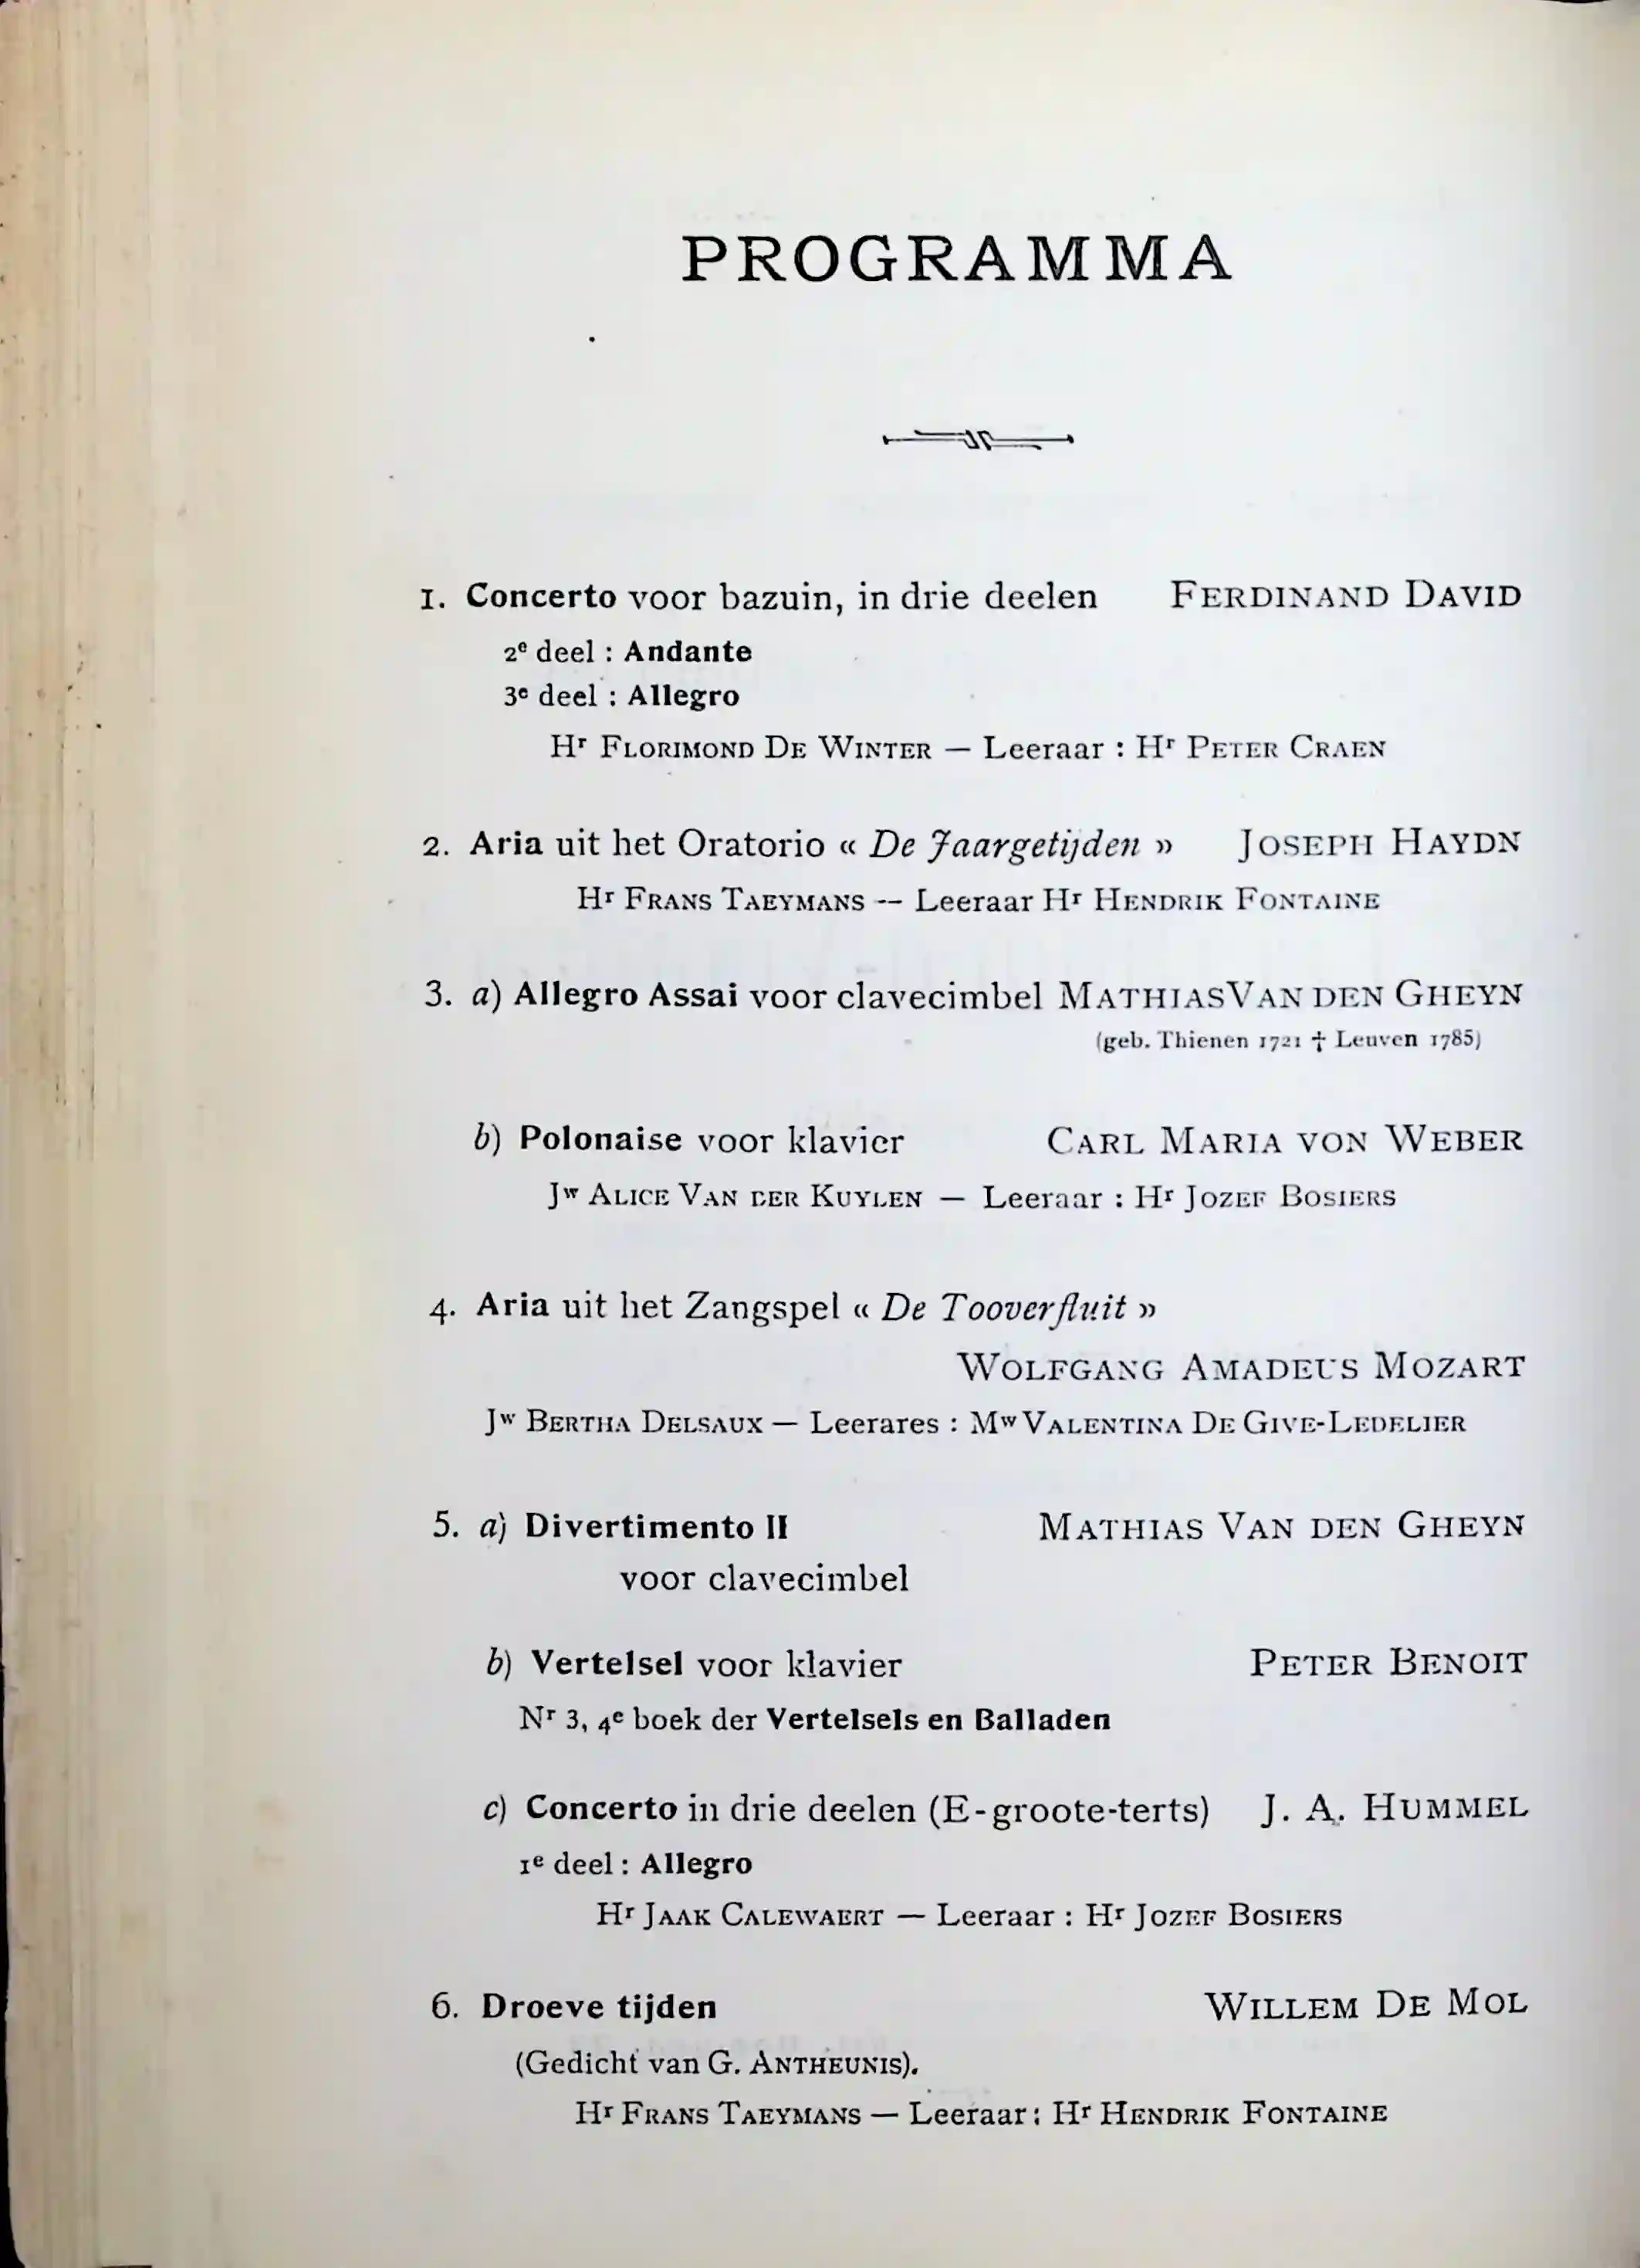 PROGRAMMA
1. Concerto voor bazuin, in drie deelen FERDINAND DAVID
2e deel : Andante
3e deel : Allegro
Hr FLORIMOND DE WINTER — Leeraar : Hr PETER CRAEN
2. Aria uit het Oratorio « De Jaargetijden » JOSEPH HAYDN
Hr FRANS TAEYMANS -- Leeraar Hr HENDRIK FONTAINE
3. a) Allegro Assai voor clavecimbel MATHIAS VAN DEN GHEYN
(geb. Thienen 1721 † Leuven 1785)
b) Polonaise voor klavier CARL MARIA VON WEBER
Jw ALICE VAN DER KUYLEN — Leeraar : Hr JOZEF BOSIERS
4. Aria uit het Zangspel « De Tooverfluit »
WOLFGANG AMADEUS MOZART
Jw BERTHA DELSAUX — Leerares : Mw VALENTINA DE GIVE-LEDELIER
5. a) Divertimento II MATHIAS VAN DEN GHEYN
voor clavecimbel
b) Vertelsel voor klavier PETER BENOIT
Nr 3, 4e boek der Vertelsels en Balladen
c) Concerto in drie deelen (E-groote-terts) J. A. HUMMEL
1e deel : Allegro
Hr JAAK CALEWAERT — Leeraar : Hr JOZEF BOSIERS
6. Droeve tijden WILLEM DE MOL
(Gedicht van G. ANTHEUNIS).
Hr FRANS TAEYMANS — Leeraar : Hr HENDRIK FONTAINE